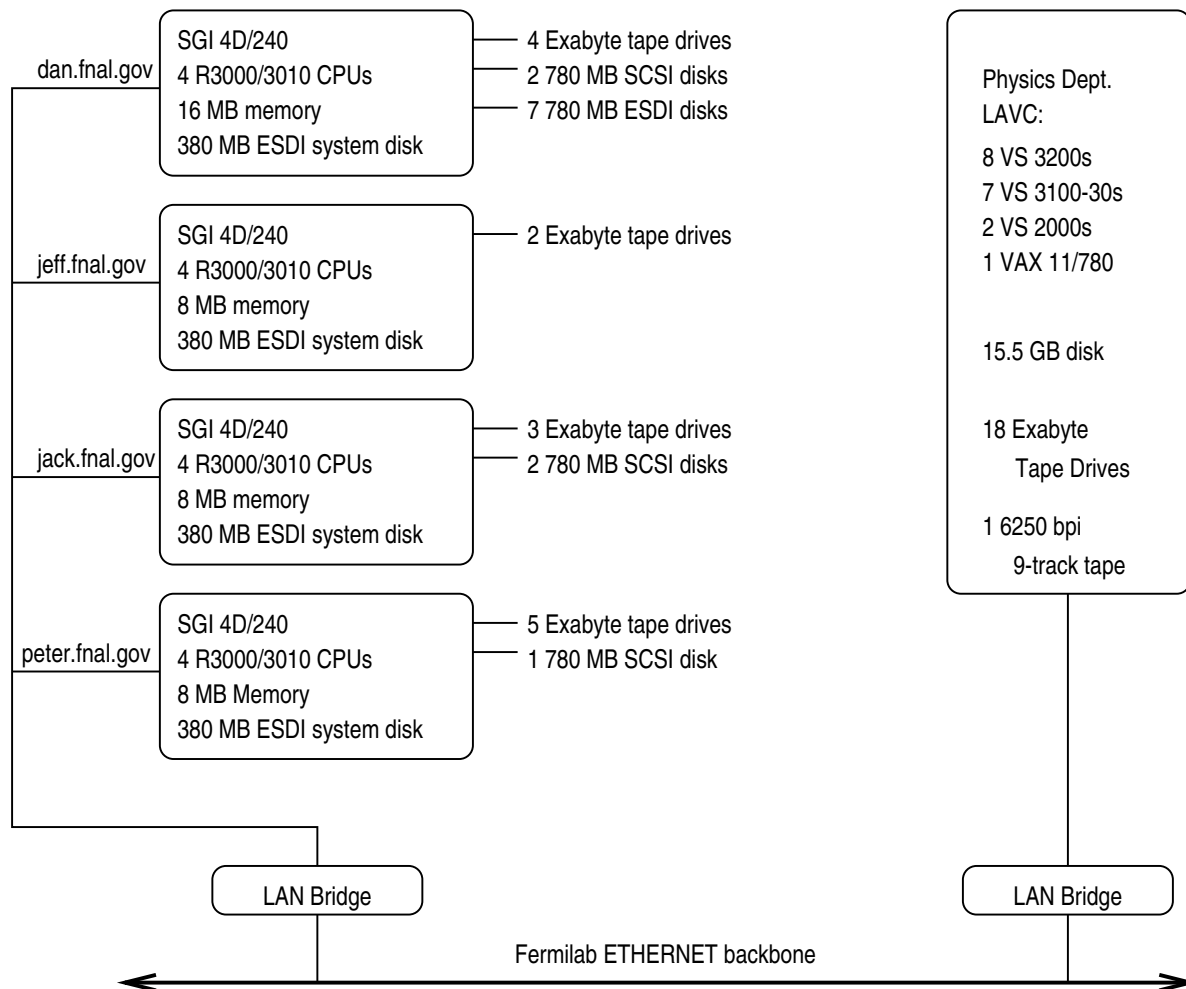 dan.fnal.gov
SGI 4D/240
4 R3000/3010 CPUs
16 MB memory
380 MB ESDI system disk
4 Exabyte tape drives
2 780 MB SCSI disks
7 780 MB ESDI disks
jeff.fnal.gov
SGI 4D/240
4 R3000/3010 CPUs
8 MB memory
380 MB ESDI system disk
2 Exabyte tape drives
jack.fnal.gov
SGI 4D/240
4 R3000/3010 CPUs
8 MB memory
380 MB ESDI system disk
3 Exabyte tape drives
2 780 MB SCSI disks
peter.fnal.gov
SGI 4D/240
4 R3000/3010 CPUs
8 MB Memory
380 MB ESDI system disk
5 Exabyte tape drives
1 780 MB SCSI disk
Physics Dept.
LAVC:
8 VS 3200s
7 VS 3100-30s
2 VS 2000s
1 VAX 11/780
15.5 GB disk
18 Exabyte
Tape Drives
1 6250 bpi
9-track tape
LAN Bridge
LAN Bridge
Fermilab ETHERNET backbone